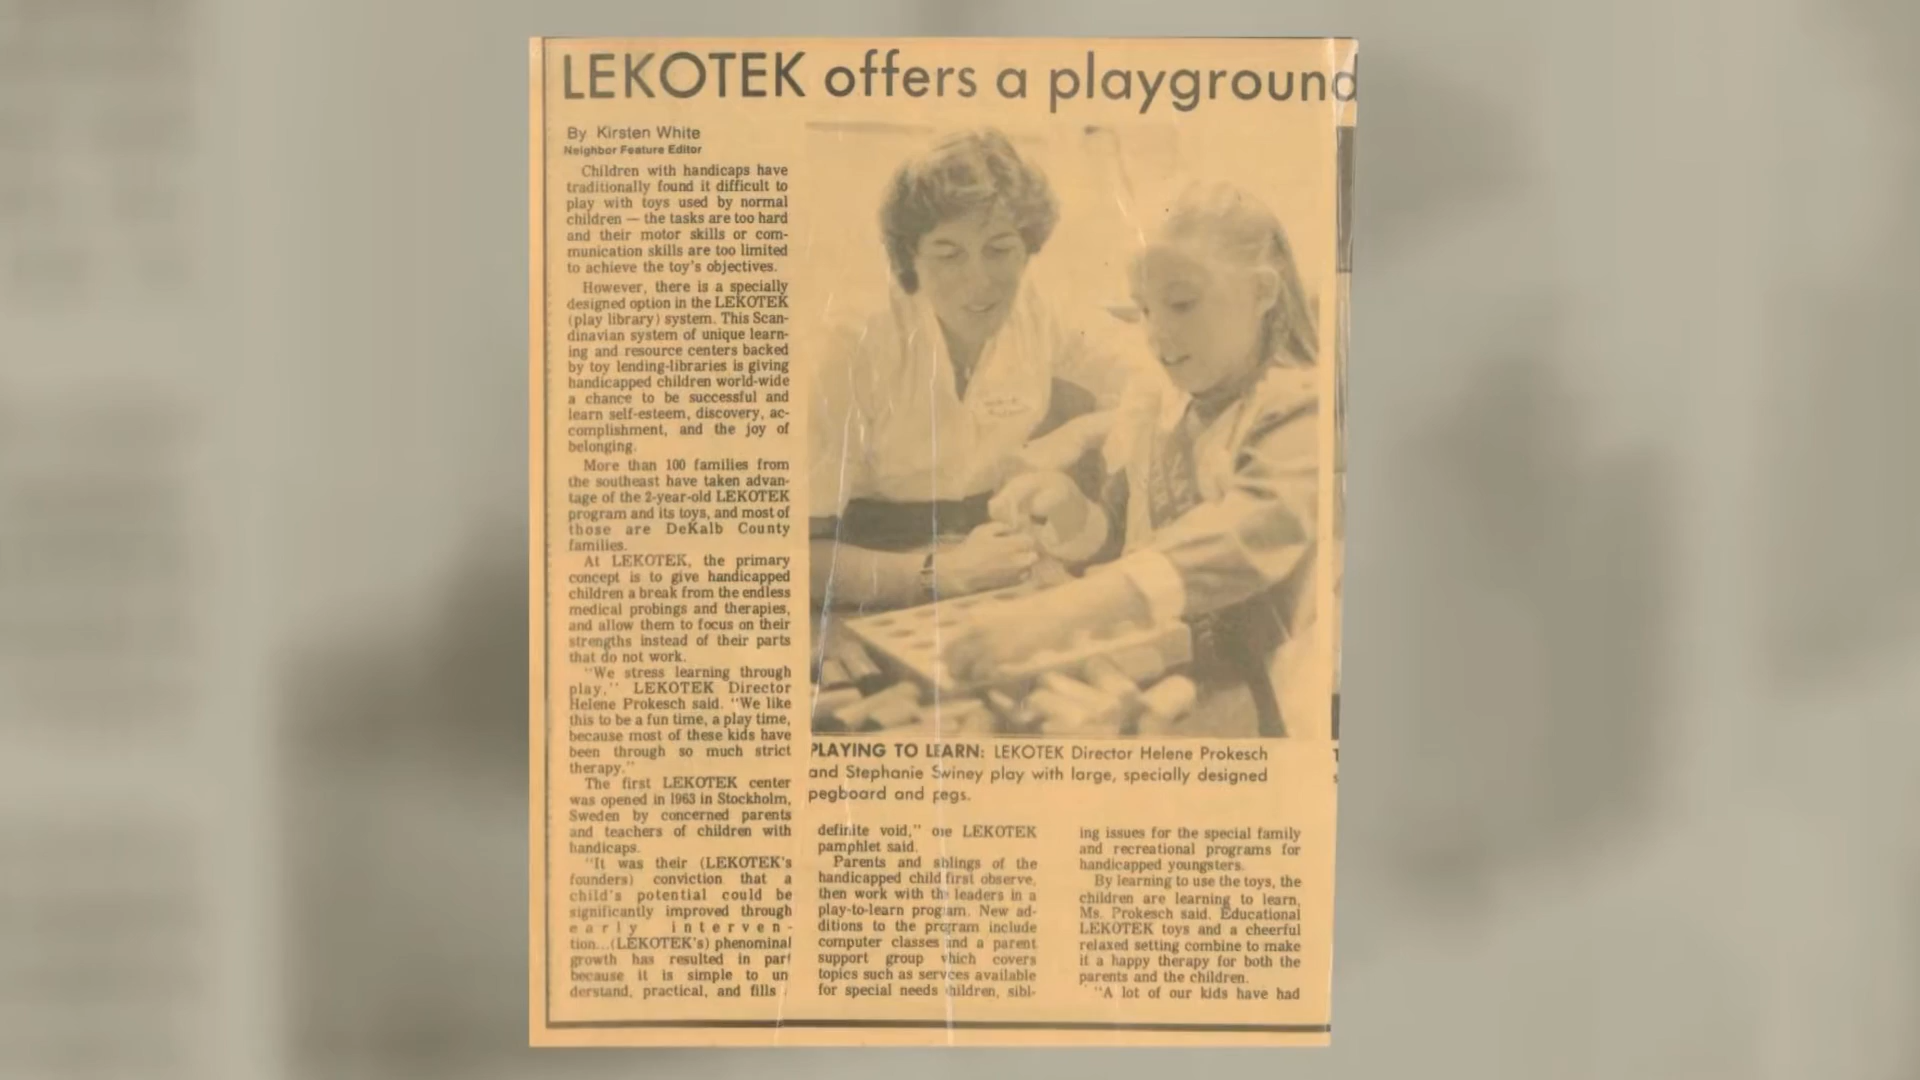 LEKOTEK offers a playground
By Kirsten White
Neighbor Feature Editor
Children with handicaps have
traditionally found it difficult to
play with toys used by normal
children — the tasks are too hard
and their motor skills or com-
munication skills are too limited
to achieve the toy's objectives.
However, there is a specially
designed option in the LEKOTEK
(play library) system. This Scan-
dinavian system of unique learn-
ing and resource centers backed
by toy lending-libraries is giving
handicapped children world-wide
a chance to be successful and
learn self-esteem, discovery, ac-
complishment, and the joy of
belonging.
More than 100 families from
the southeast have taken advan-
tage of the 2-year-old LEKOTEK
program and its toys, and most of
those are DeKalb County
families.
At LEKOTEK, the primary
concept is to give handicapped
children a break from the endless
medical probings and therapies,
and allow them to focus on their
strengths instead of their parts
that do not work.
"We stress learning through
play," LEKOTEK Director
Helene Prokesch said. "We like
this to be a fun time, a play time,
because most of these kids have
been through so much strict
therapy."
The first LEKOTEK center
was opened in 1963 in Stockholm,
Sweden by concerned parents
and teachers of children with
handicaps.
"It was their (LEKOTEK's
founders) conviction that a
child's potential could be
significantly improved through
early interven-
tion...(LEKOTEK's) phenominal
growth has resulted in part
because it is simple to un
derstand, practical, and fills
PLAYING TO LEARN: LEKOTEK Director Helene Prokesch
and Stephanie Swiney play with large, specially designed
pegboard and pegs.
definite void," one LEKOTEK
pamphlet said.
Parents and siblings of the
handicapped child first observe,
then work with the leaders in a
play-to-learn program. New ad-
ditions to the program include
computer classes and a parent
support group which covers
topics such as services available
for special needs children, sibl-
ing issues for the special family
and recreational programs for
handicapped youngsters.
By learning to use the toys, the
children are learning to learn,
Ms. Prokesch said. Educational
LEKOTEK toys and a cheerful
relaxed setting combine to make
it a happy therapy for both the
parents and the children.
"A lot of our kids have had